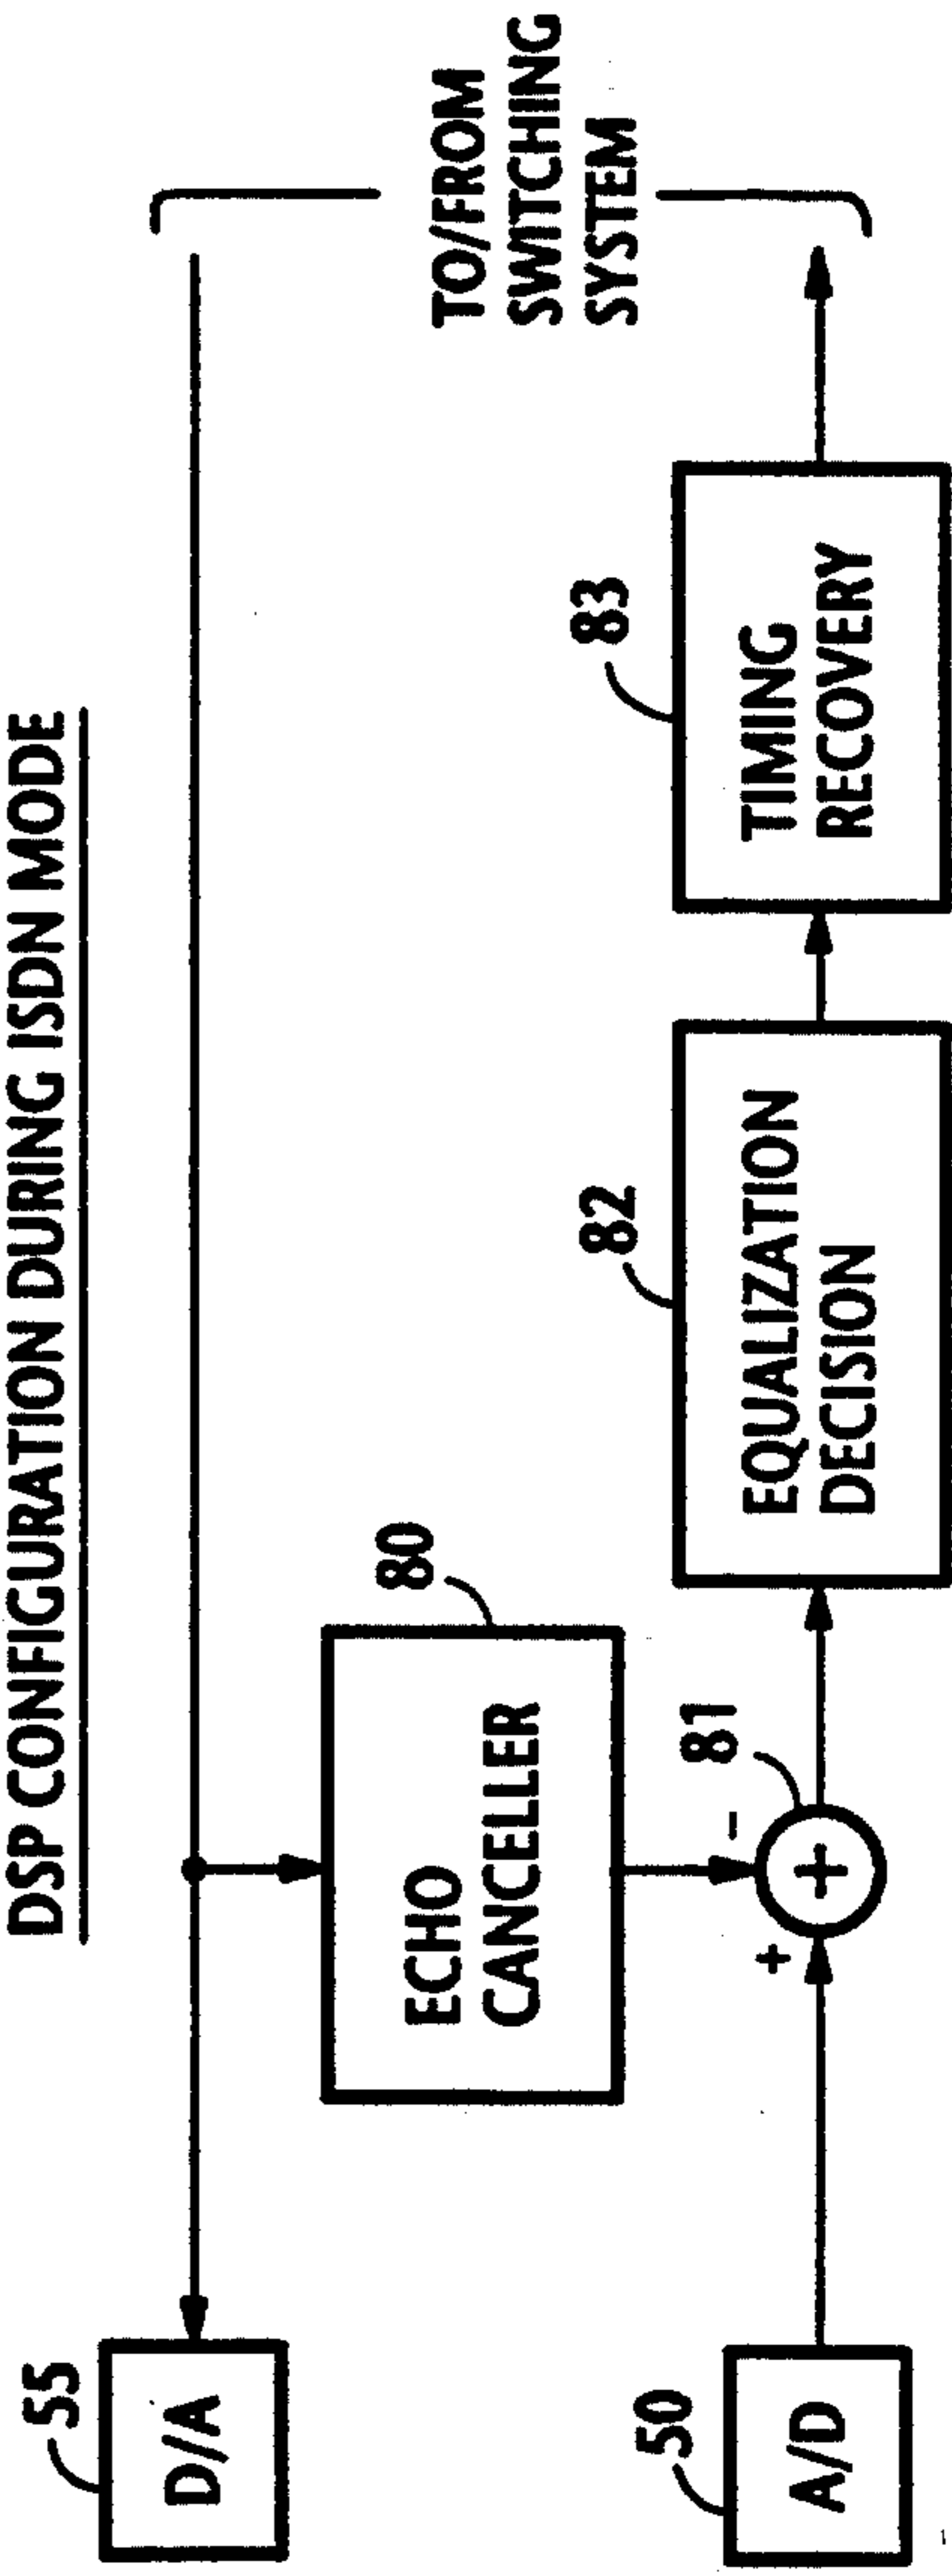 DSP CONFIGURATION DURING ISDN MODE
55
D/A
TO/FROM
SWITCHING
SYSTEM
80
ECHO
CANCELLER
50
A/D
+
-
81
+
82
EQUALIZATION
DECISION
83
TIMING
RECOVERY